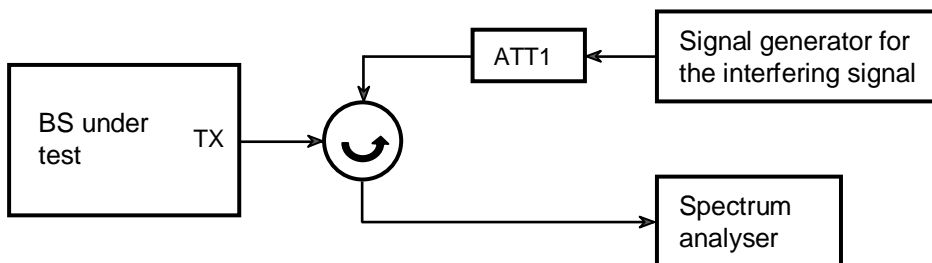 BS under
test
TX
ATT1
Signal generator for
the interfering signal
Spectrum
analyser